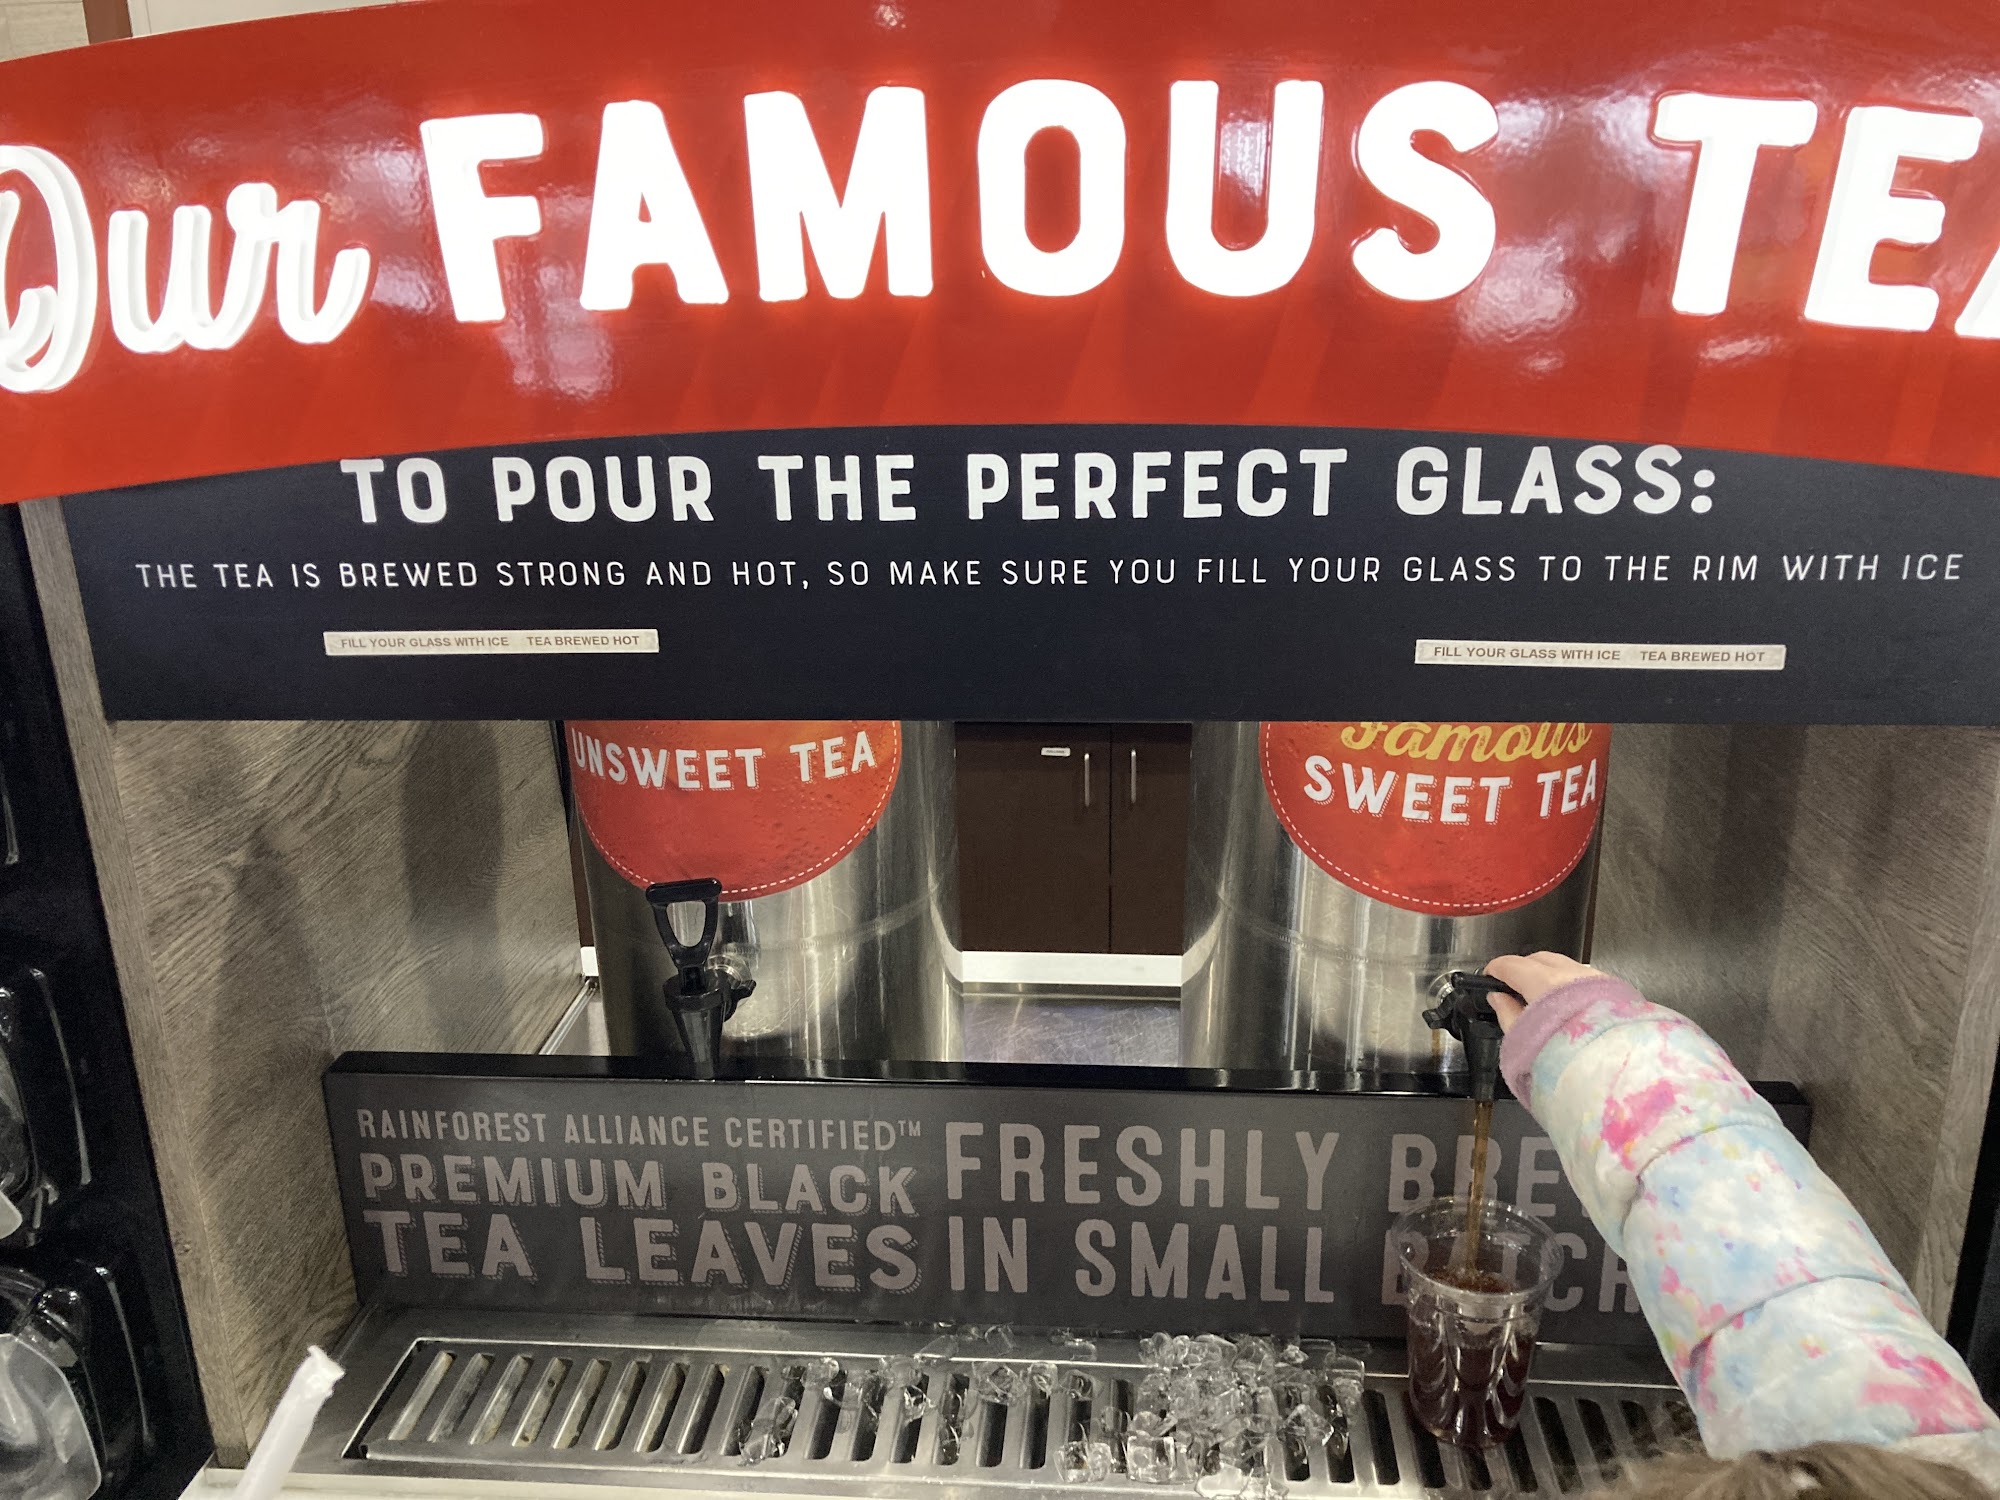 Our FAMOUS TEA
TO POUR THE PERFECT GLASS:
THE TEA IS BREWED STRONG AND HOT, SO MAKE SURE YOU FILL YOUR GLASS TO THE RIM WITH ICE
FILL YOUR GLASS WITH ICE TEA BREWED HOT
FILL YOUR GLASS WITH ICE TEA BREWED HOT
UNSWEET TEA
Famous
SWEET TEA
RAINFOREST ALLIANCE CERTIFIED™
PREMIUM BLACK
TEA LEAVES
FRESHLY BRE
IN SMALL BATCH